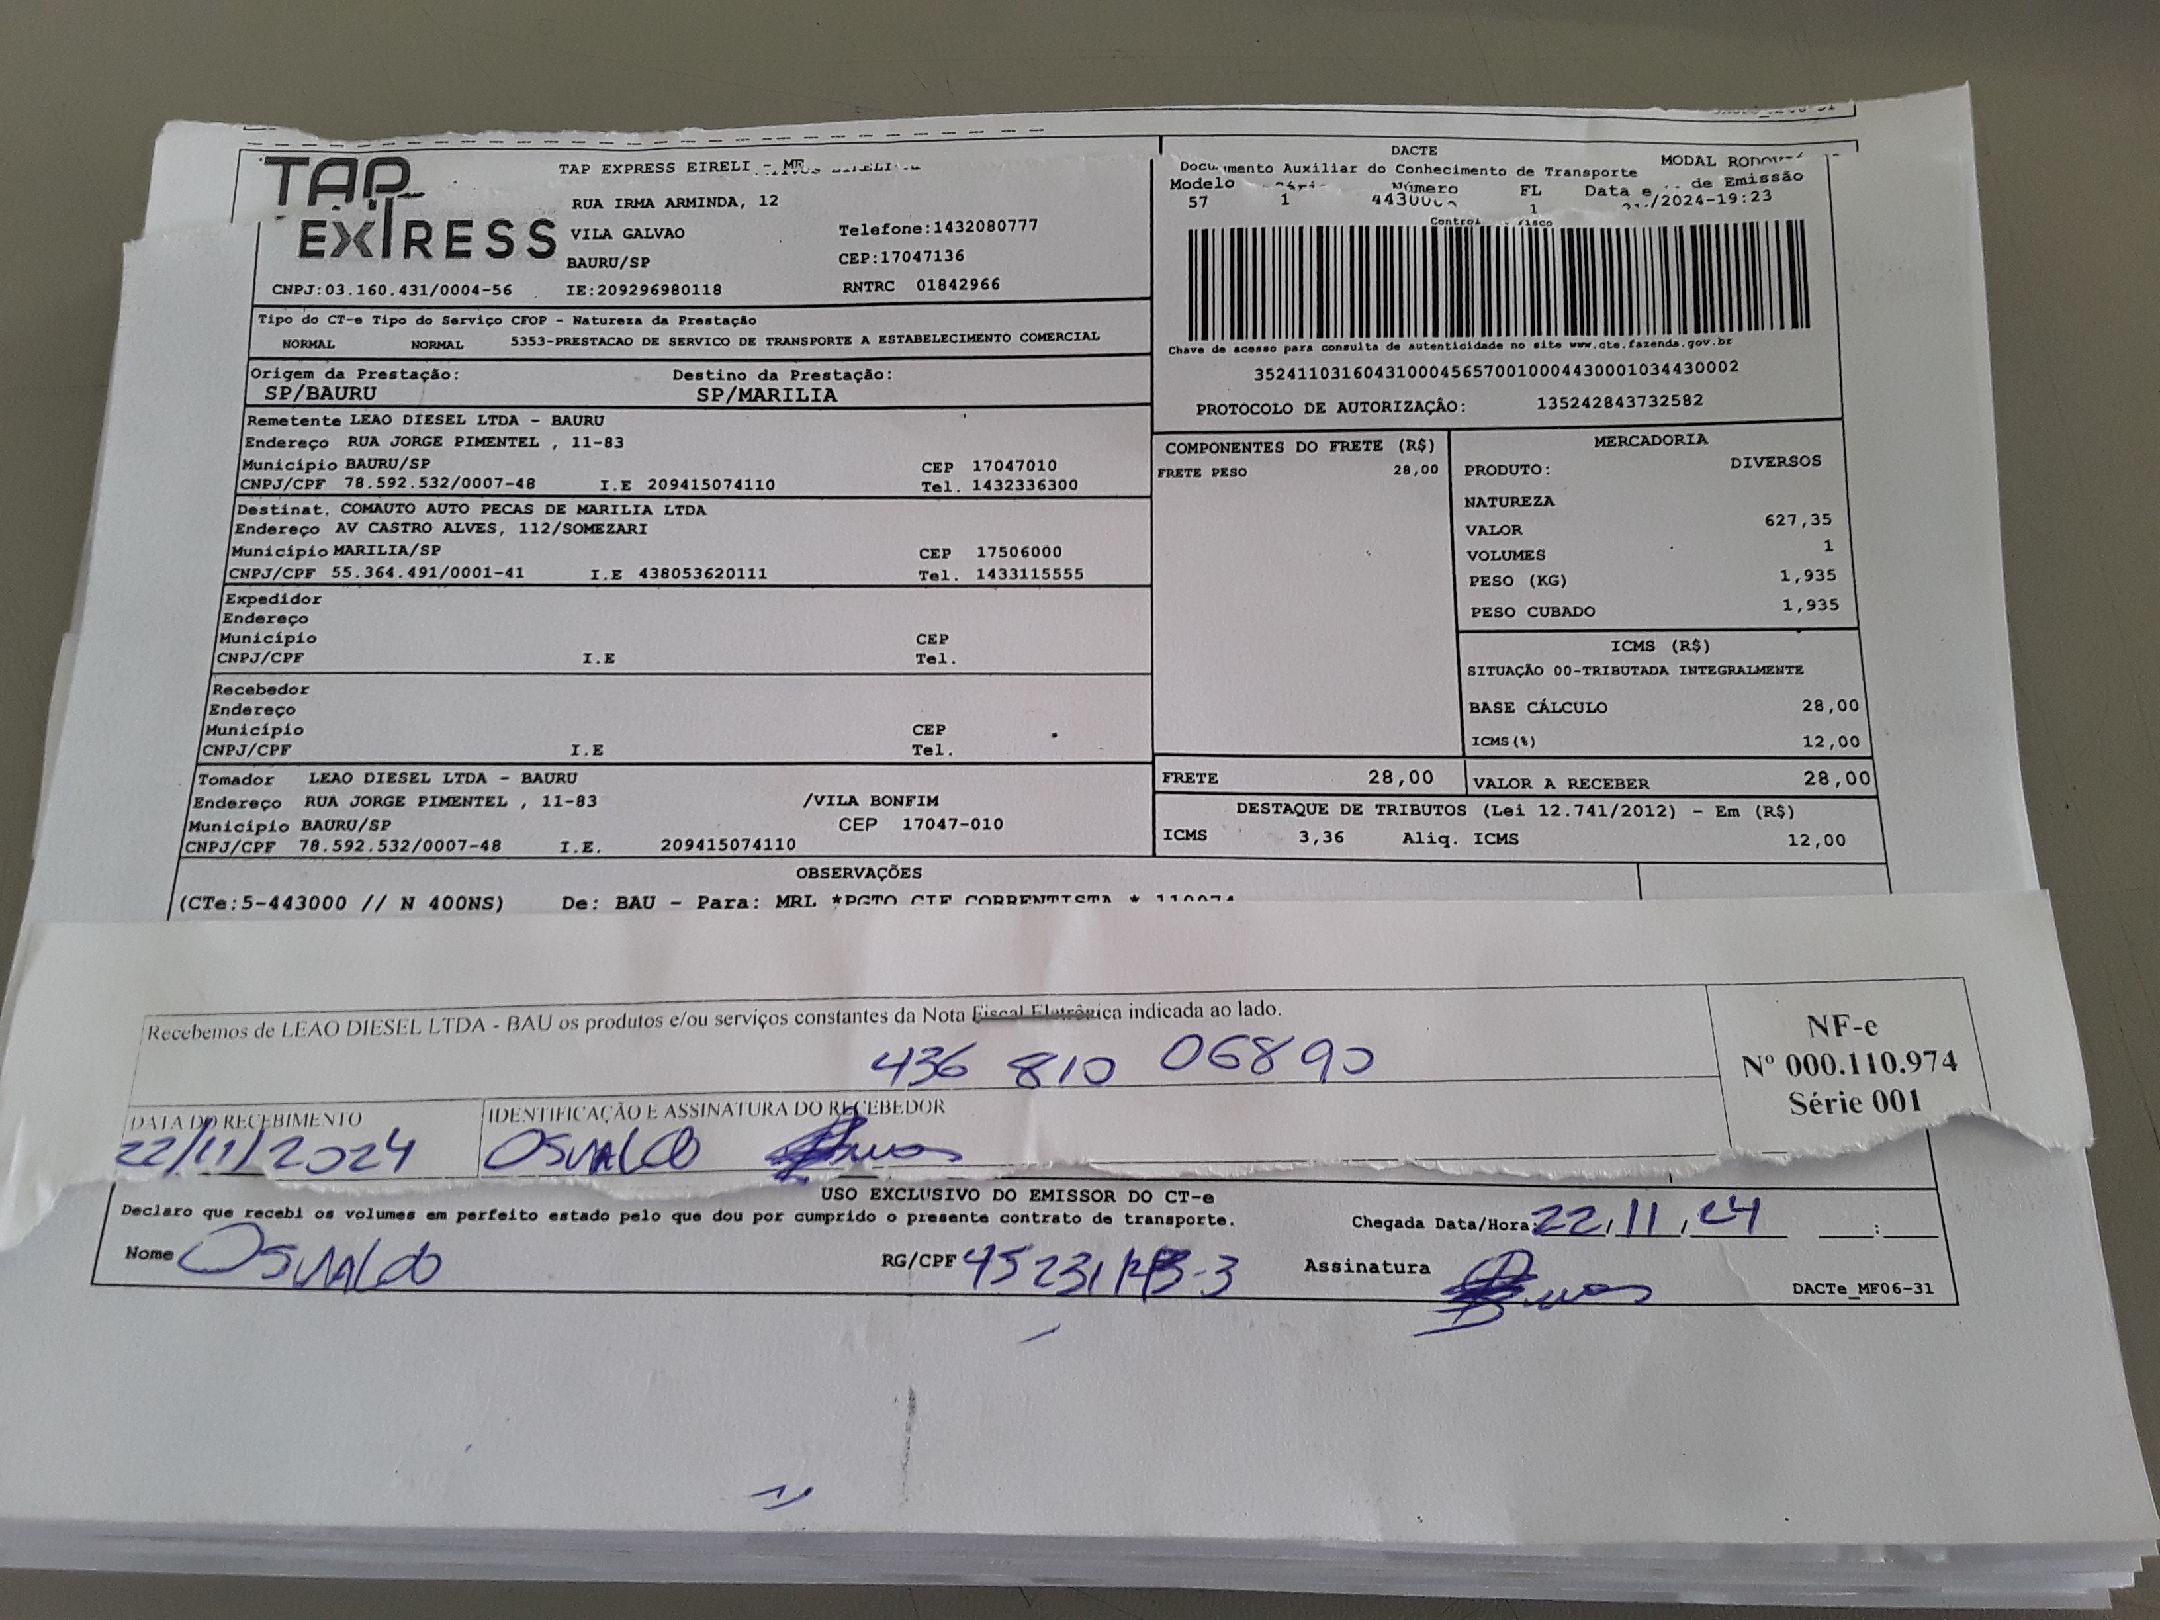 TAP EXPRESS
TAP EXPRESS EIRELI - ME
RUA IRMA ARMINDA, 12
VILA GALVAO Telefone:1432080777
BAURU/SP CEP:17047136
CNPJ:03.160.431/0004-56 IE:209296980118 RNTRC 01842966
DACTE
Documento Auxiliar do Conhecimento de Transporte MODAL
Modelo Número FL Data e de Emissão
57 1 1 /2024-19:23
Chave de acesso para consulta de autenticidade no site www.cte.fazenda.gov.br
35241103160431000456570010004430001034430002
PROTOCOLO DE AUTORIZAÇÂO: 135242843732582
Tipo do CT-e Tipo do Serviço CFOP - Natureza da Prestação
NORMAL NORMAL 5353-PRESTACAO DE SERVICO DE TRANSPORTE A ESTABELECIMENTO COMERCIAL
Origem da Prestação: Destino da Prestação:
SP/BAURU SP/MARILIA
Remetente LEAO DIESEL LTDA - BAURU
Endereço RUA JORGE PIMENTEL , 11-83
Município BAURU/SP CEP 17047010
CNPJ/CPF 78.592.532/0007-48 I.E 209415074110 Tel. 1432336300
Destinat. COMAUTO AUTO PECAS DE MARILIA LTDA
Endereço AV CASTRO ALVES, 112/SOMEZARI
Município MARILIA/SP CEP 17506000
CNPJ/CPF 55.364.491/0001-41 I.E 438053620111 Tel. 1433115555
Expedidor
Endereço
Município CEP
CNPJ/CPF I.E Tel.
Recebedor
Endereço
Município CEP
CNPJ/CPF I.E Tel.
Tomador LEAO DIESEL LTDA - BAURU
Endereço RUA JORGE PIMENTEL , 11-83 /VILA BONFIM
Município BAURU/SP CEP 17047-010
CNPJ/CPF 78.592.532/0007-48 I.E. 209415074110
COMPONENTES DO FRETE (R$)
FRETE PESO 28,00
MERCADORIA
PRODUTO: DIVERSOS
NATUREZA
VALOR 627,35
VOLUMES 1
PESO (KG) 1,935
PESO CUBADO 1,935
ICMS (R$)
SITUAÇÃO 00-TRIBUTADA INTEGRALMENTE
BASE CÁLCULO 28,00
ICMS(%) 12,00
FRETE 28,00 VALOR A RECEBER 28,00
DESTAQUE DE TRIBUTOS (Lei 12.741/2012) - Em (R$)
ICMS 3,36 Aliq. ICMS 12,00
OBSERVAÇÕES
(CTe:5-443000 // N 400NS) De: BAU - Para: MRL *PGTO CIF CORRENTISTA * 110974
Recebemos de LEAO DIESEL LTDA - BAU os produtos e/ou serviços constantes da Nota Fiscal Eletrônica indicada ao lado.
436 810 06890
NF-e
Nº 000.110.974
Série 001
DATA DO RECEBIMENTO IDENTIFICAÇÃO E ASSINATURA DO RECEBEDOR
22/11/2024 OSVALDO
USO EXCLUSIVO DO EMISSOR DO CT-e
Declaro que recebi os volumes em perfeito estado pelo que dou por cumprido o presente contrato de transporte. Chegada Data/Hora: 22/11/24 :
Nome OSVALDO RG/CPF Assinatura
DACTe_MF06-31